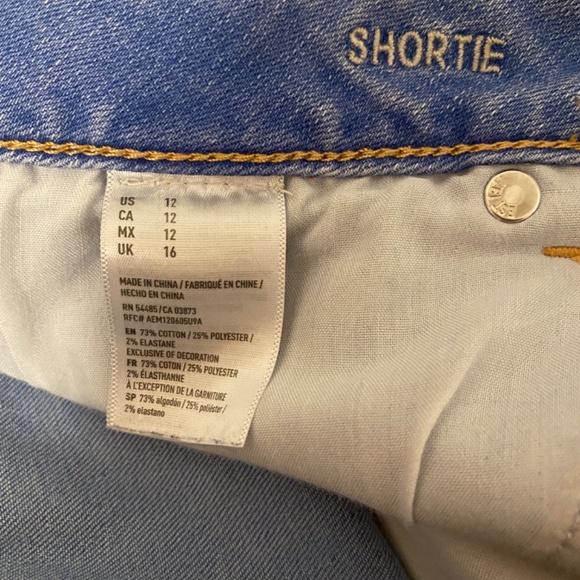 SHORTIE
US 12
CA 12
MX 12
UK 16
MADE IN CHINA / FABRIQUÉ EN CHINE /
HECHO EN CHINA
RN 54485/CA 03873
RFC# AEM120605U9A
EN 73% COTTON / 25% POLYESTER /
2% ELASTANE
EXCLUSIVE OF DECORATION
FR 73% COTON / 25% POLYESTER
2% ÉLASTHANNE
À L'EXCEPTION DE LA GARNITURE
SP 73% algodón / 25% poliéster /
2% elastano